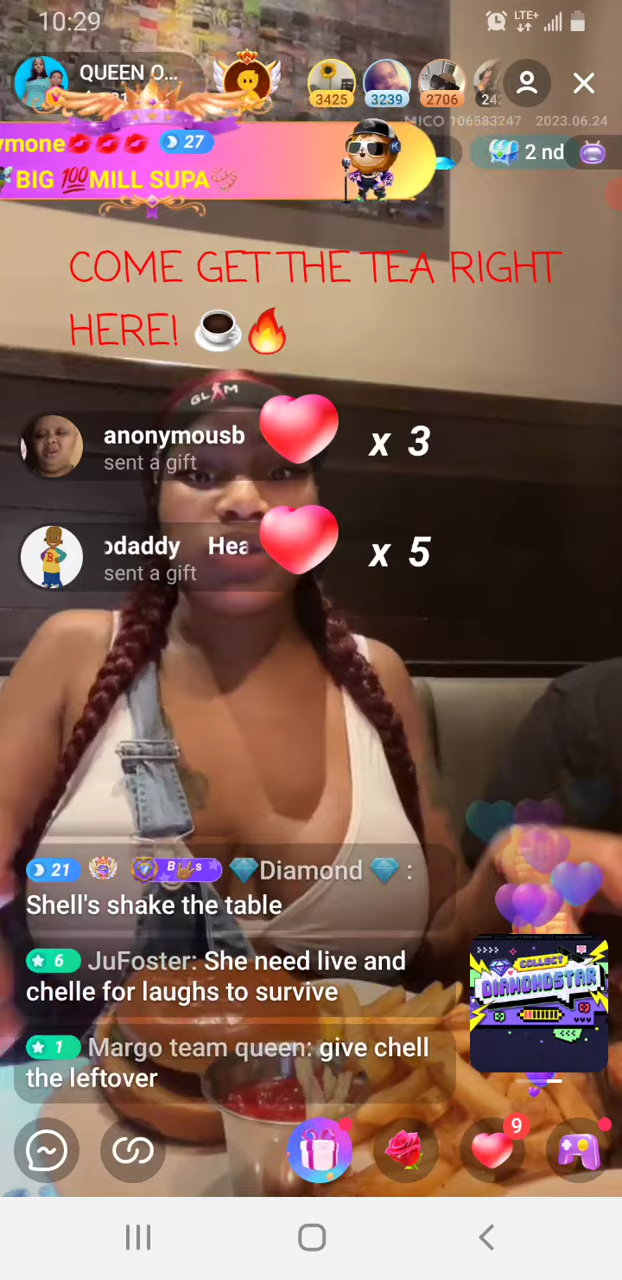 10:29
LTE+
QUEEN O...
3425
3239
2706
MICO 106583247 2023.06.24
ymone💋💋💋 27
BIG 💯MILL SUPA
2 nd
COME GET THE TEA RIGHT
HERE! ☕🔥
GLAM
anonymousb
sent a gift
x 3
odaddy Hea
sent a gift
x 5
21 💎Diamond 💎 :
Shell's shake the table
6 JuFoster: She need live and
chelle for laughs to survive
1 Margo team queen: give chell
the leftover
COLLECT
DIAMONDSTAR
9